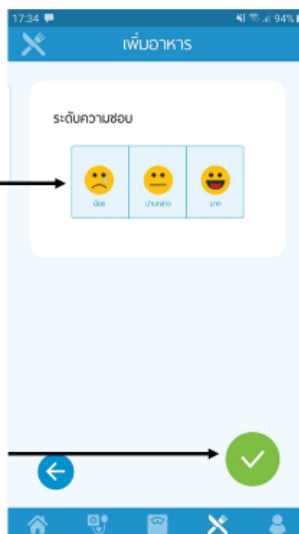 17:34 94%
เพิ่มอาหาร
ระดับความชอบ
น้อย ปานกลาง มาก